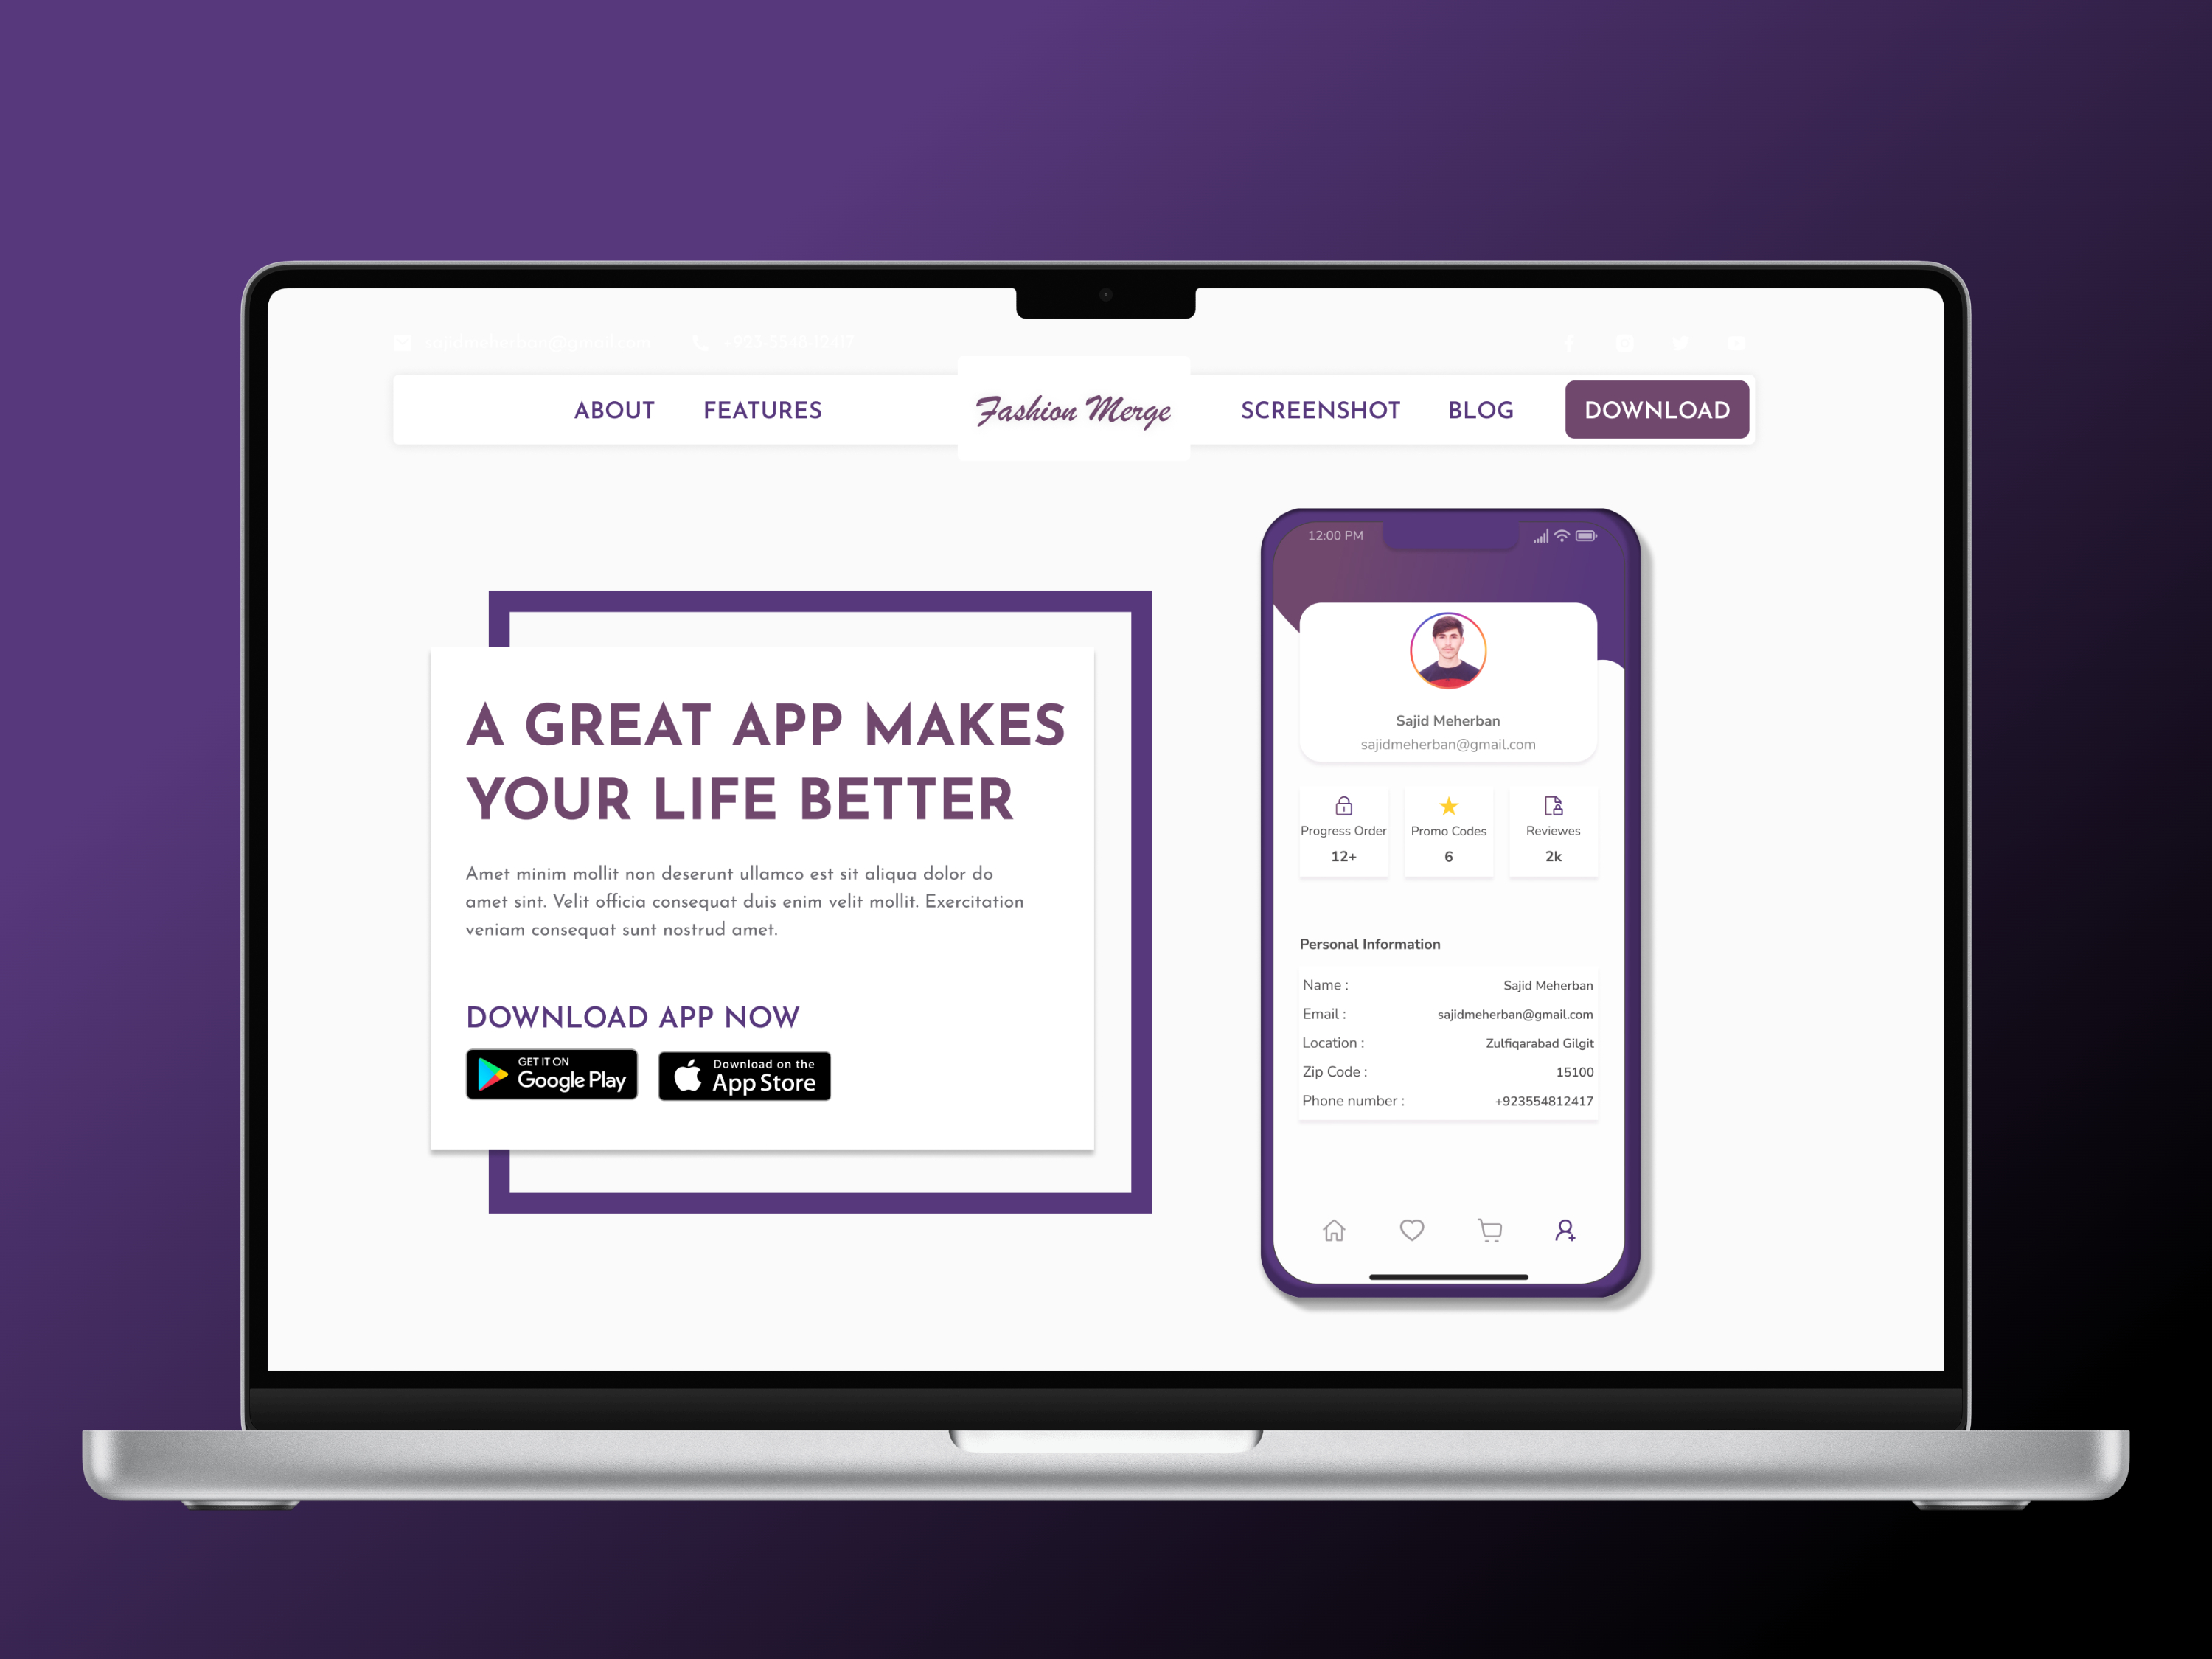 sajidmeherban@gmail.com +923-5548-12417
ABOUT FEATURES Fashion Merge SCREENSHOT BLOG DOWNLOAD
A GREAT APP MAKES
YOUR LIFE BETTER
Amet minim mollit non deserunt ullamco est sit aliqua dolor do
amet sint. Velit officia consequat duis enim velit mollit. Exercitation
veniam consequat sunt nostrud amet.
DOWNLOAD APP NOW
GET IT ON
Google Play
Download on the
App Store
12:00 PM
Sajid Meherban
sajidmeherban@gmail.com
Progress Order Promo Codes Reviewes
12+ 6 2k
Personal Information
Name : Sajid Meherban
Email : sajidmeherban@gmail.com
Location : Zulfiqarabad Gilgit
Zip Code : 15100
Phone number : +923554812417